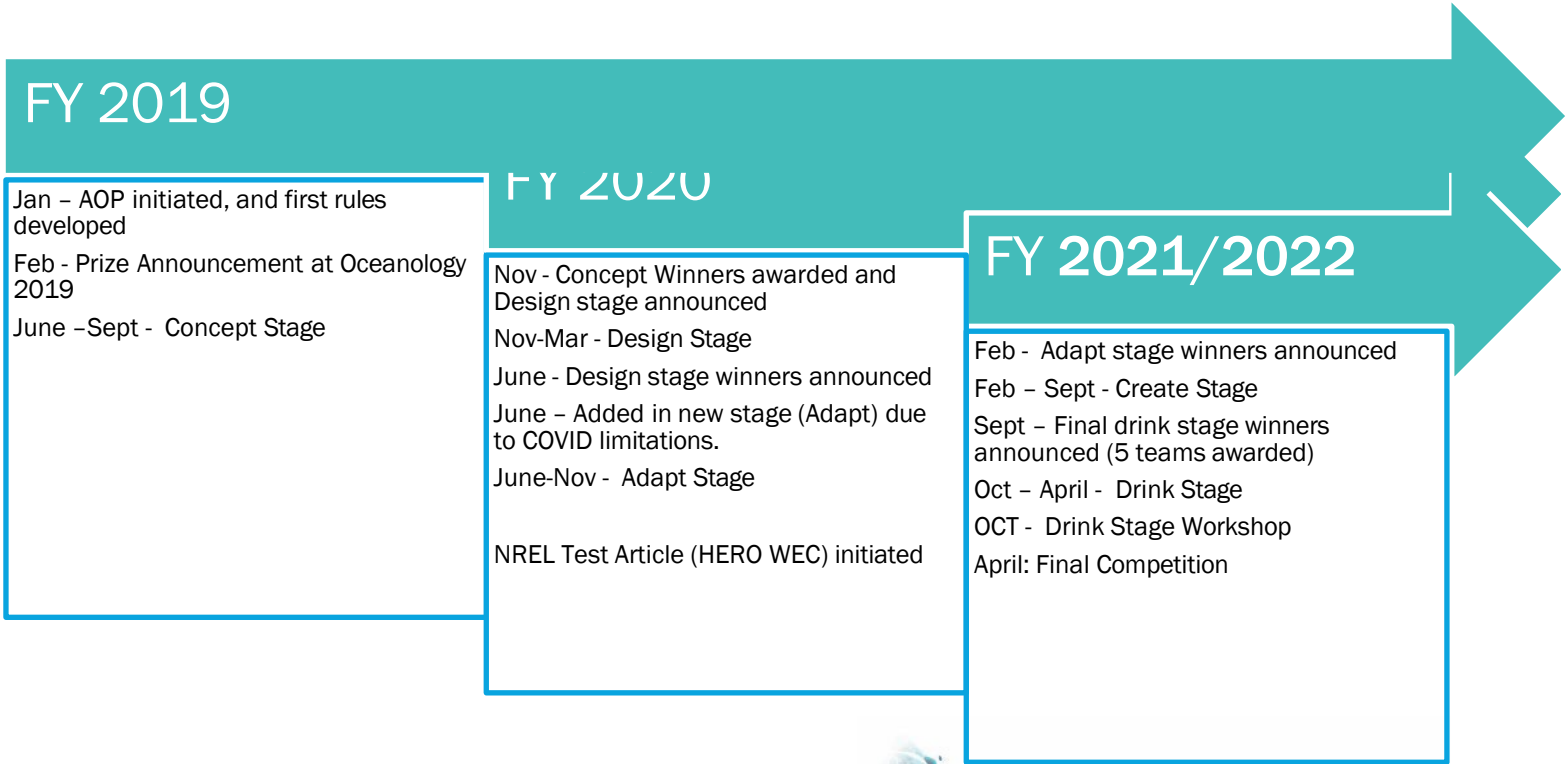 FY 2019
Jan – AOP initiated, and first rules
developed
Feb - Prize Announcement at Oceanology
2019
June –Sept -  Concept Stage
FY 2020
Nov - Concept Winners awarded and
Design stage announced
Nov-Mar - Design Stage
June - Design stage winners announced
June – Added in new stage (Adapt) due
to COVID limitations.
June-Nov -  Adapt Stage
NREL Test Article (HERO WEC) initiated
FY 2021/2022
Feb -  Adapt stage winners announced
Feb – Sept - Create Stage
Sept – Final drink stage winners
announced (5 teams awarded)
Oct – April -  Drink Stage
OCT -  Drink Stage Workshop
April: Final Competition